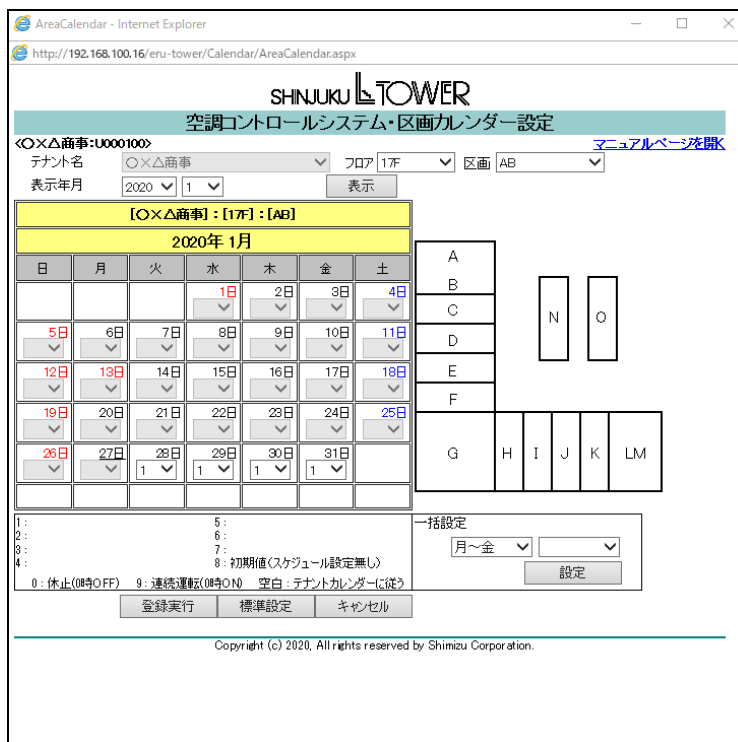 AreaCalendar - Internet Explorer
http://192.168.100.16/eru-tower/Calendar/AreaCalendar.aspx
SHINJUKU L TOWER
空調コントロールシステム・区画カレンダー設定
<○×△商事:U000100>
マニュアルページを開く
テナント名 ○×△商事 フロア 17F 区画 AB
表示年月 2020 1 表示
[○×△商事]:[17F]:[AB]
2020年 1月
日 月 火 水 木 金 土
1日 2日 3日 4日
5日 6日 7日 8日 9日 10日 11日
12日 13日 14日 15日 16日 17日 18日
19日 20日 21日 22日 23日 24日 25日
26日 27日 28日 29日 30日 31日
1 1 1 1
A
B
C
D
E
F
G H I J K LM
N O
1: 5:
2: 6:
3: 7:
4: 8:初期値(スケジュール設定無し)
0:休止(0時OFF) 9:連続運転(0時ON) 空白:テナントカレンダーに従う
一括設定
月～金
設定
登録実行 標準設定 キャンセル
Copyright (c) 2020, All rights reserved by Shimizu Corporation.